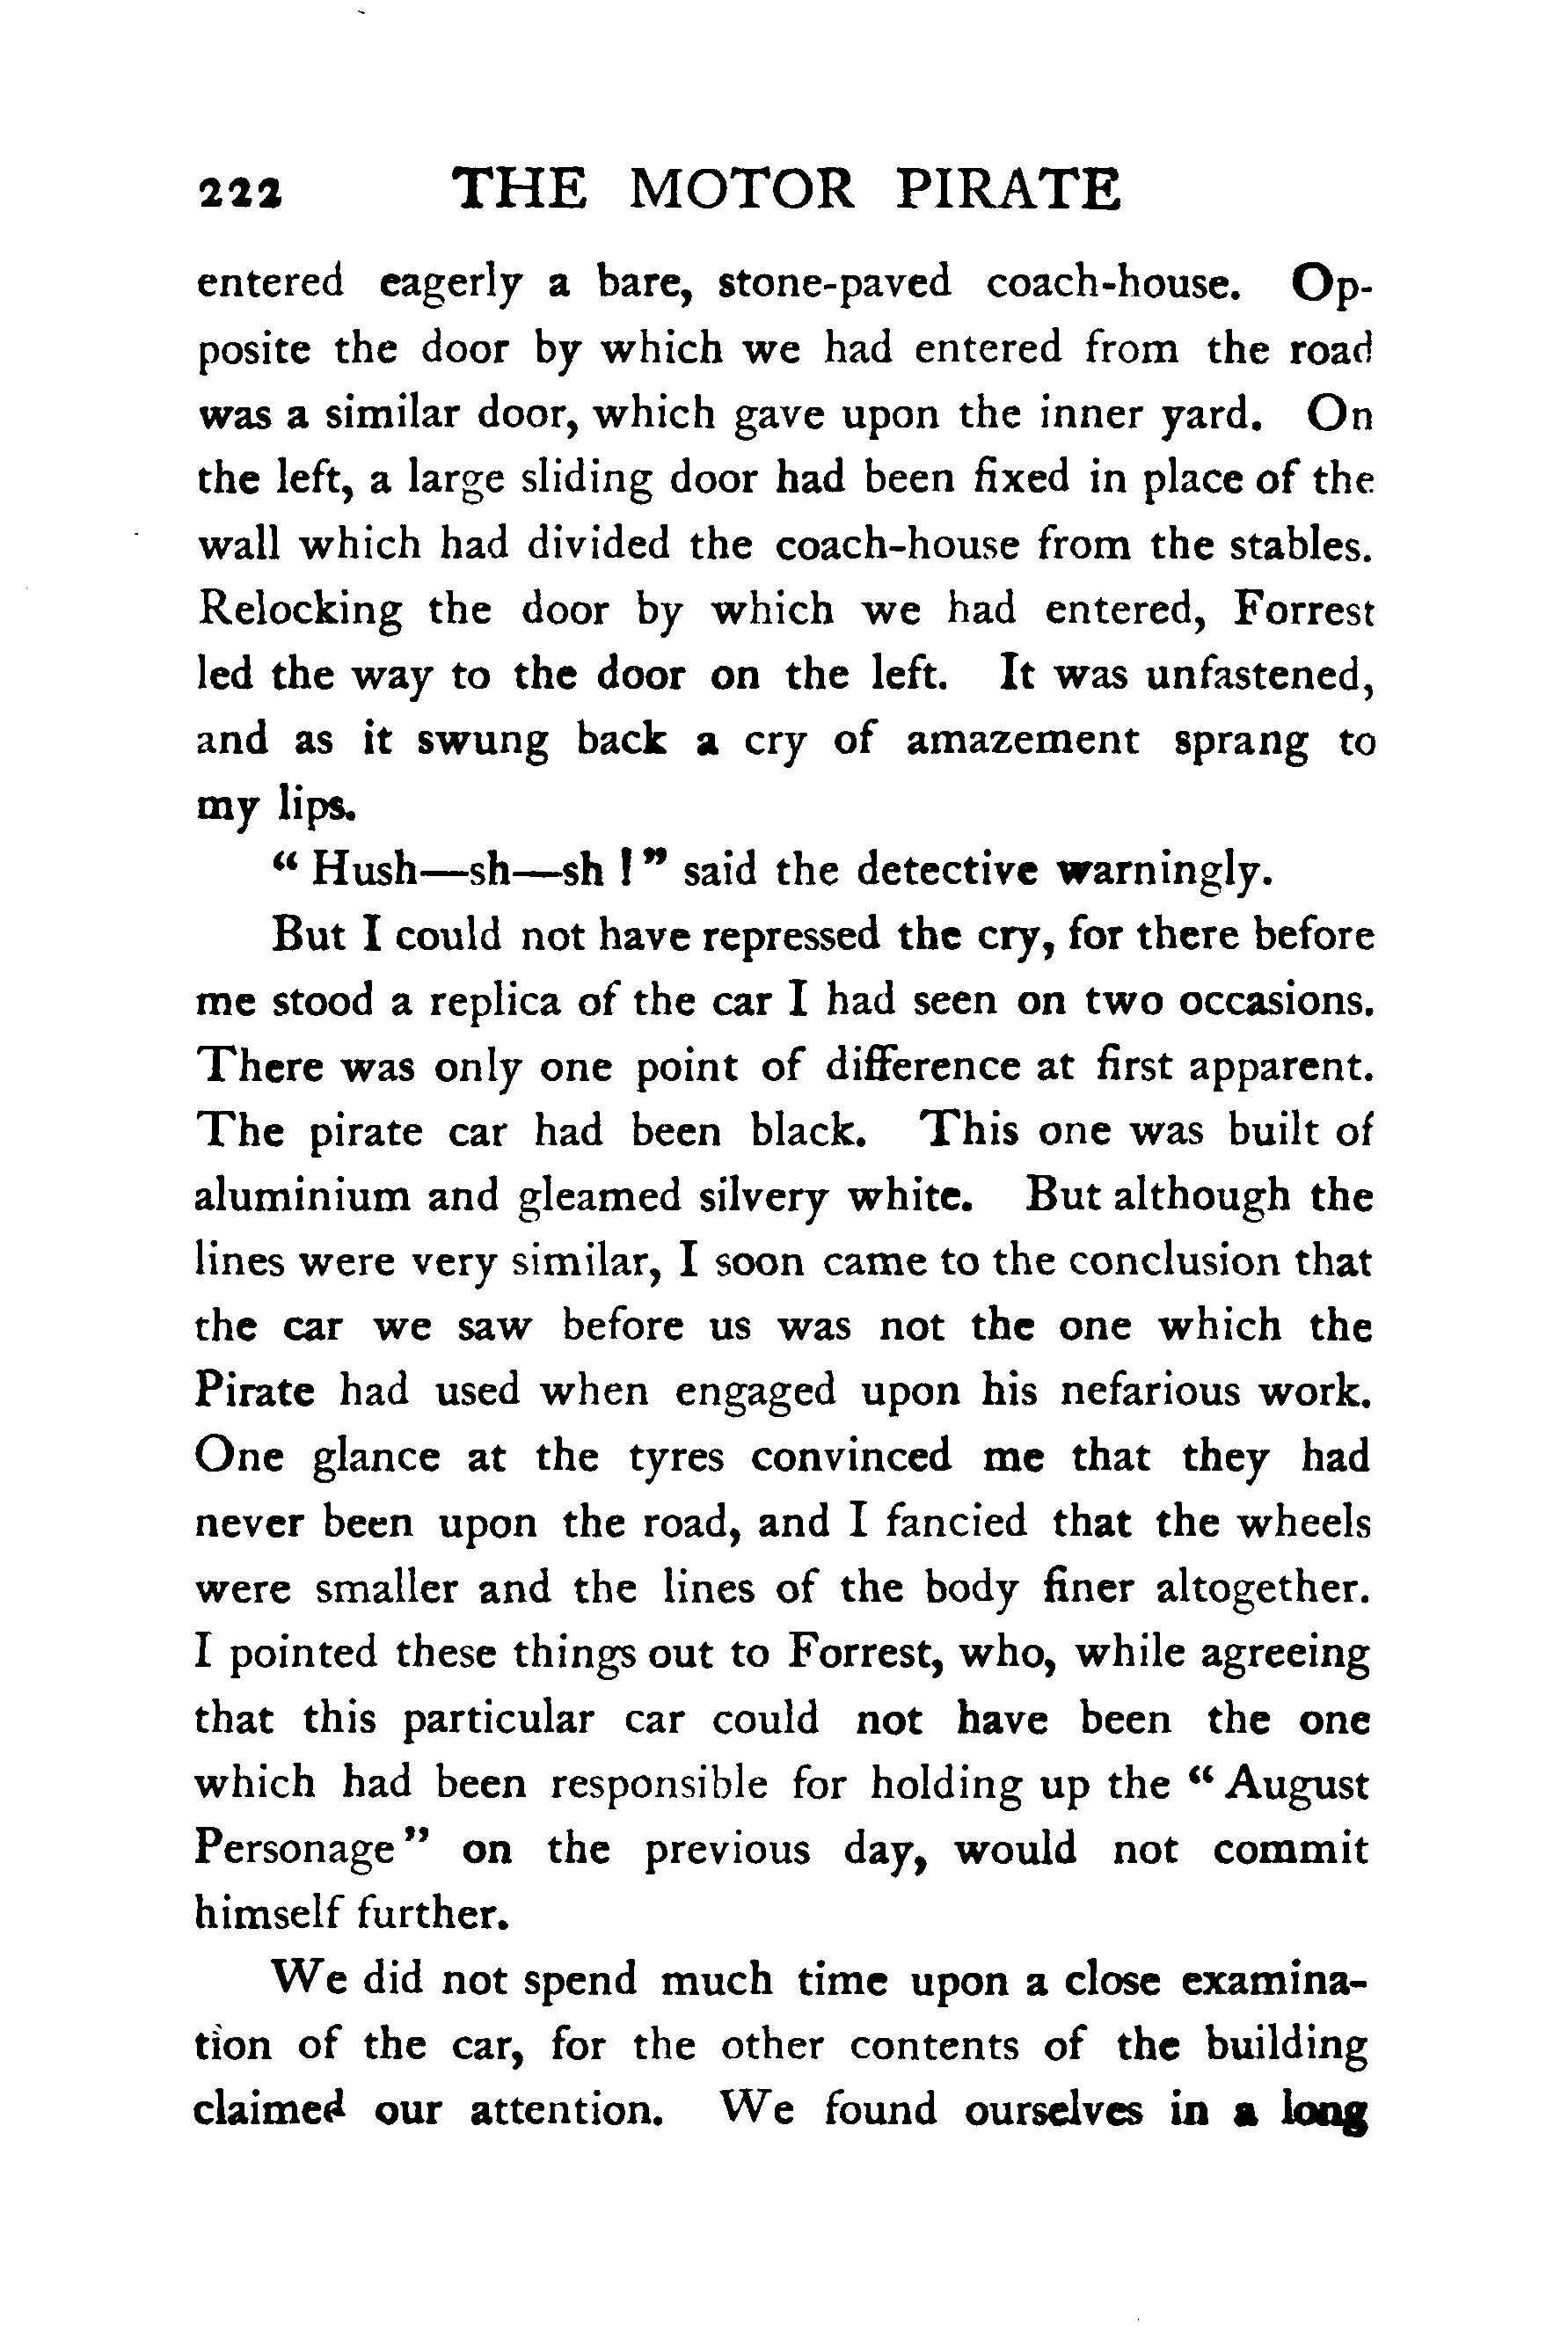 222 THE MOTOR PIRATE
entered eagerly a bare, stone-paved coach-house. Op-
posite the door by which we had entered from the road
was a similar door, which gave upon the inner yard. On
the left, a large sliding door had been fixed in place of the
wall which had divided the coach-house from the stables.
Relocking the door by which we had entered, Forrest
led the way to the door on the left. It was unfastened,
and as it swung back a cry of amazement sprang to
my lips.
“ Hush—sh—sh ! ” said the detective warningly.
But I could not have repressed the cry, for there before
me stood a replica of the car I had seen on two occasions.
There was only one point of difference at first apparent.
The pirate car had been black. This one was built of
aluminium and gleamed silvery white. But although the
lines were very similar, I soon came to the conclusion that
the car we saw before us was not the one which the
Pirate had used when engaged upon his nefarious work.
One glance at the tyres convinced me that they had
never been upon the road, and I fancied that the wheels
were smaller and the lines of the body finer altogether.
I pointed these things out to Forrest, who, while agreeing
that this particular car could not have been the one
which had been responsible for holding up the “ August
Personage ” on the previous day, would not commit
himself further.
We did not spend much time upon a close examina-
tion of the car, for the other contents of the building
claimed our attention. We found ourselves in a long